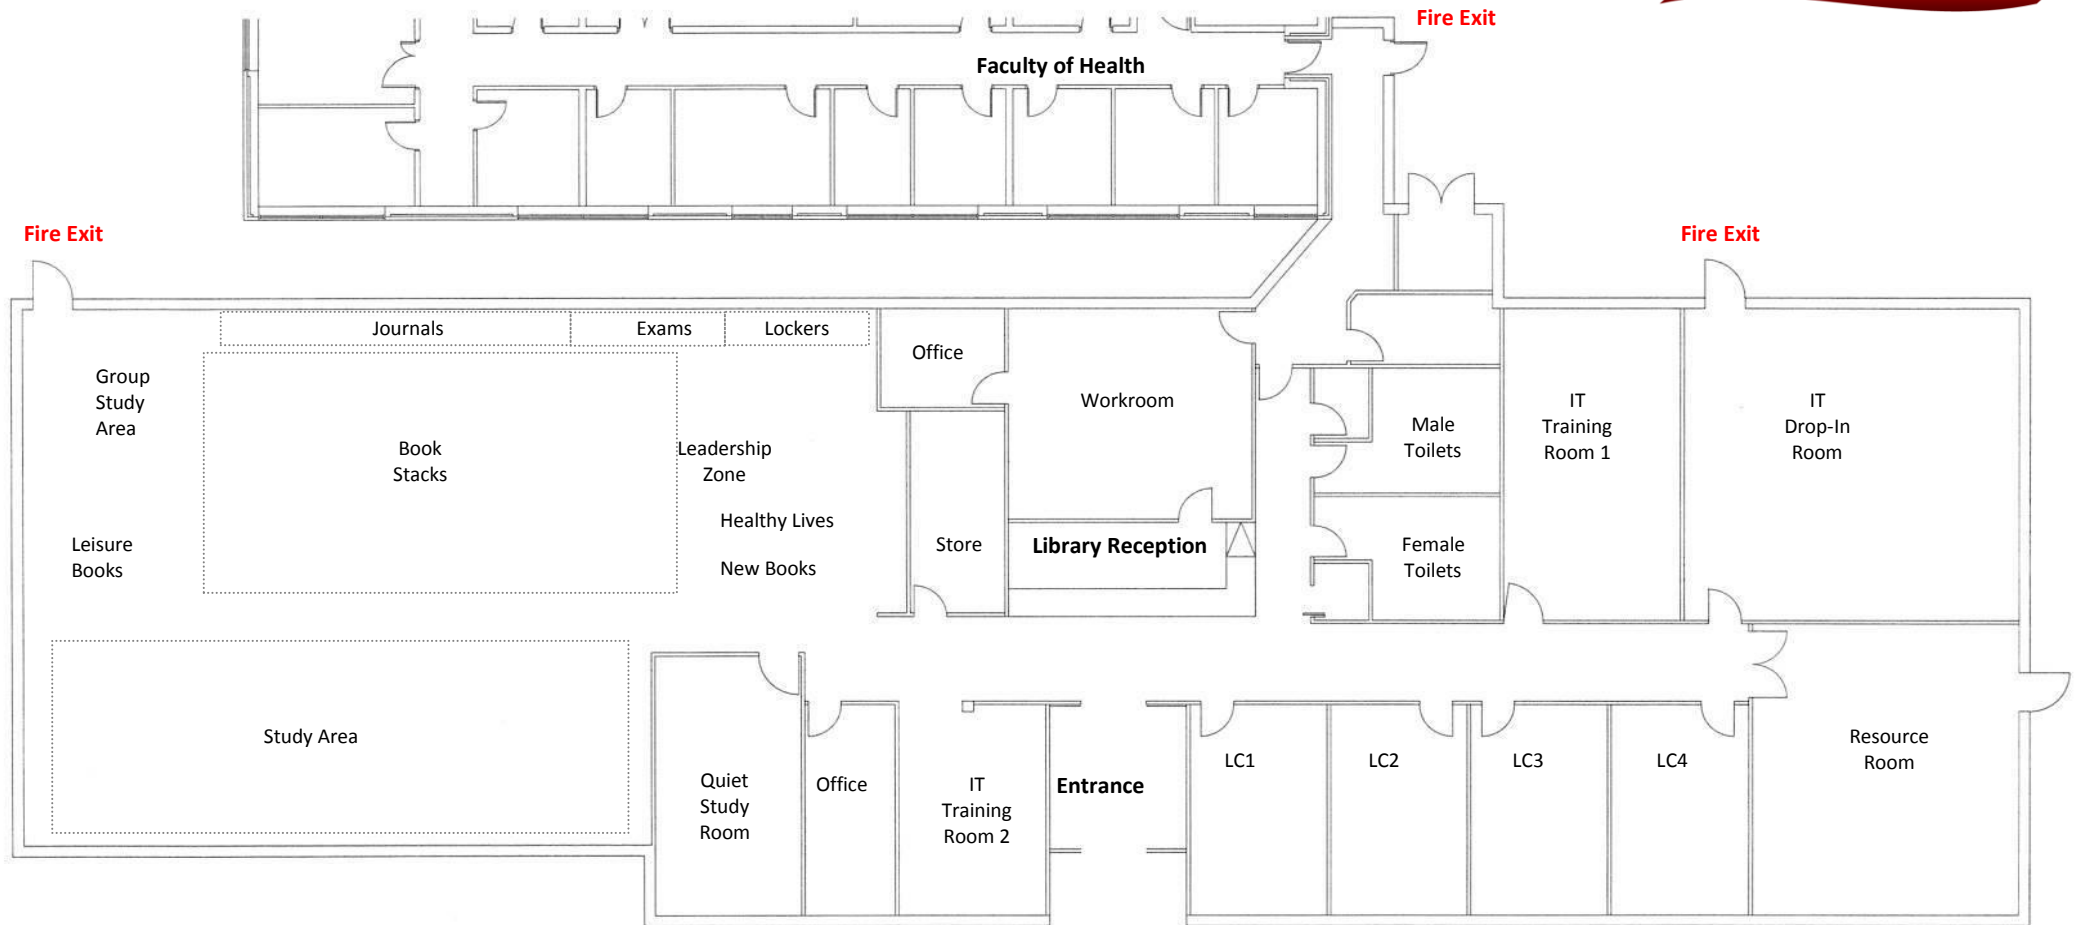 Fire Exit
Faculty of Health
Fire Exit
Fire Exit
Journals
Exams
Lockers
Office
Group
Study
Area
Workroom
IT
Training
Room 1
IT
Drop-In
Room
Book
Stacks
Leadership
Zone
Male
Toilets
Healthy Lives
Leisure
Books
New Books
Store
Library Reception
Female
Toilets
Study Area
Quiet
Study
Room
Office
IT
Training
Room 2
Entrance
LC1
LC2
LC3
LC4
Resource
Room